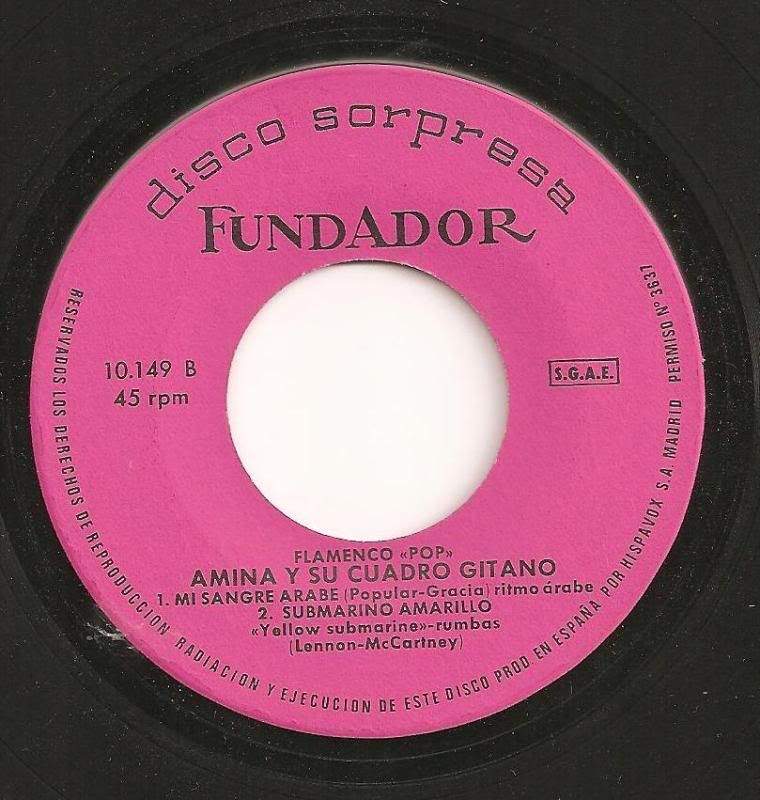 disco sorpresa
FUNDADOR
10.149 B
45 rpm
S.G.A.E.
FLAMENCO «POP»
AMINA Y SU CUADRO GITANO
1. MI SANGRE ARABE (Popular-Gracia) ritmo árabe
2. SUBMARINO AMARILLO
«Yellow submarine»-rumbas
(Lennon-McCartney)
RESERVADOS LOS DERECHOS DE REPRODUCCION RADIACION Y EJECUCION DE ESTE DISCO PROD. EN ESPAÑA POR HISPAVOX S.A. MADRID PERMISO Nº 3637